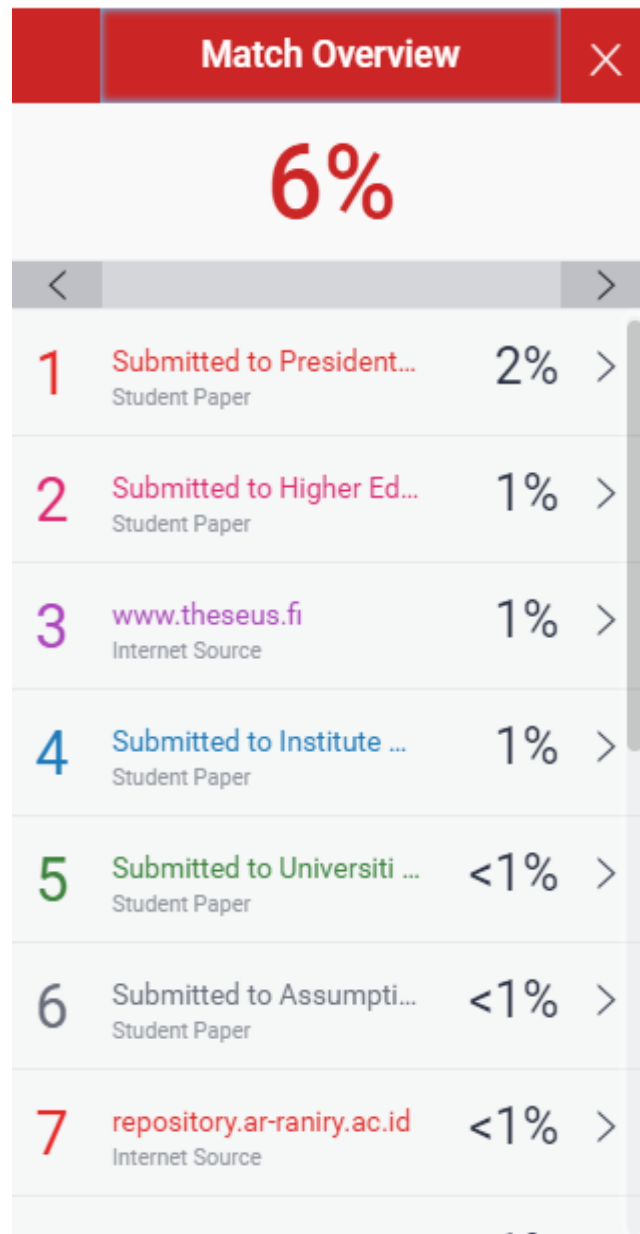 Match Overview
6%
1 Submitted to President... 2%
Student Paper
2 Submitted to Higher Ed... 1%
Student Paper
3 www.theseus.fi 1%
Internet Source
4 Submitted to Institute ... 1%
Student Paper
5 Submitted to Universiti ... <1%
Student Paper
6 Submitted to Assumpti... <1%
Student Paper
7 repository.ar-raniry.ac.id <1%
Internet Source